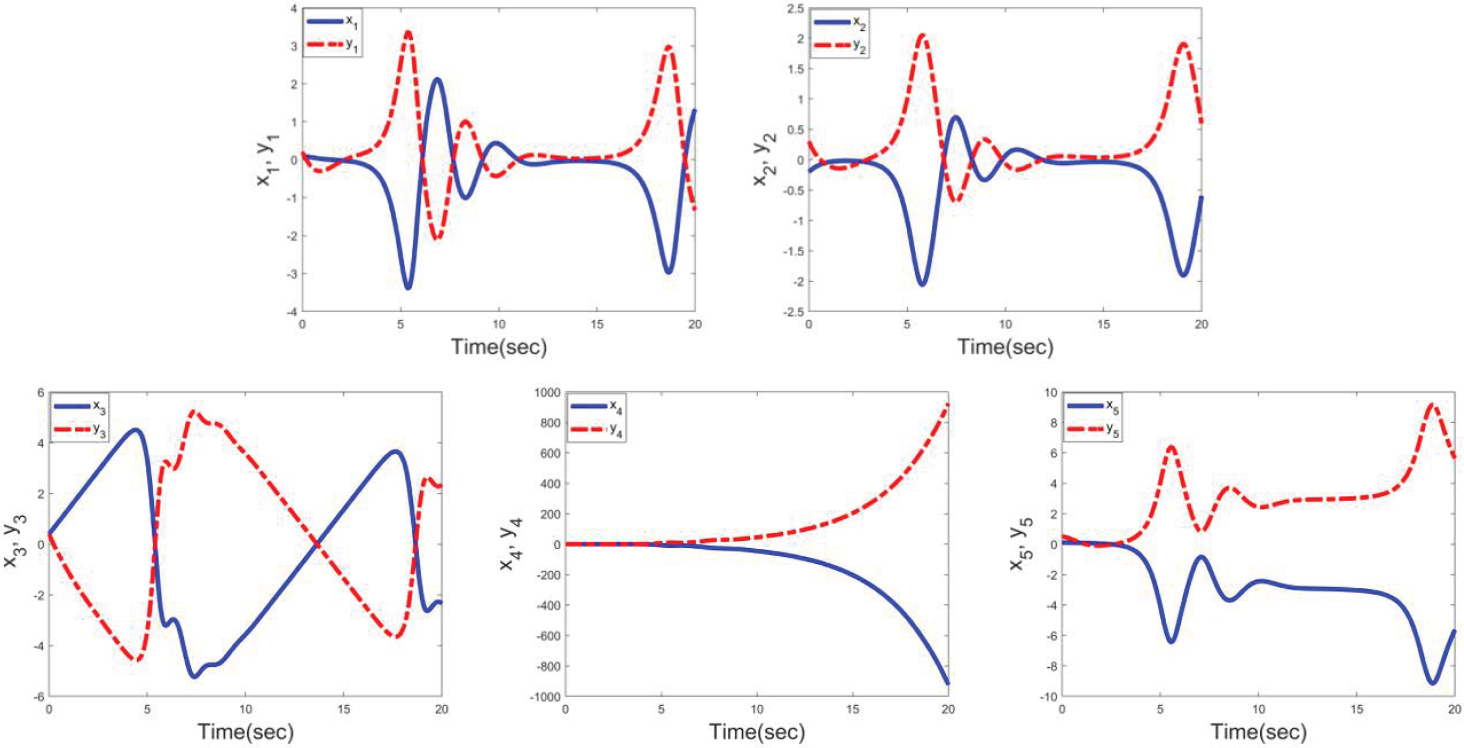 x1
y1
4
3
2
1
0
-1
-2
-3
-4
x1, y1
0 5 10 15 20
Time(sec)
x2
y2
2.5
2
1.5
1
0.5
0
-0.5
-1
-1.5
-2
-2.5
x2, y2
0 5 10 15 20
Time(sec)
x3
y3
6
4
2
0
-2
-4
-6
x3, y3
0 5 10 15 20
Time(sec)
x4
y4
1000
800
600
400
200
0
-200
-400
-600
-800
-1000
x4, y4
0 5 10 15 20
Time(sec)
x5
y5
10
8
6
4
2
0
-2
-4
-6
-8
-10
x5, y5
0 5 10 15 20
Time(sec)